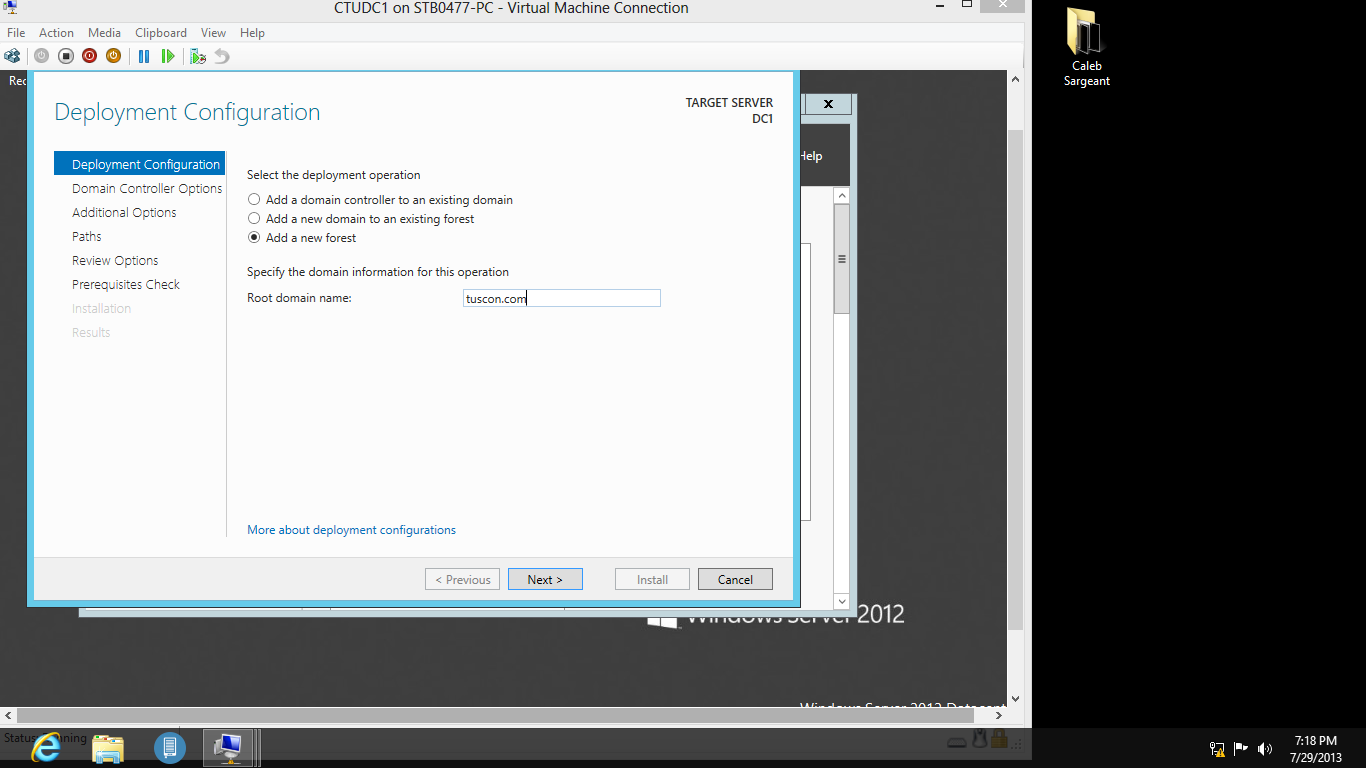 CTUDC1 on STB0477-PC - Virtual Machine Connection
File Action Media Clipboard View Help
Caleb
Sargeant
Rec
Deployment Configuration
TARGET SERVER
DC1
Help
Deployment Configuration
Domain Controller Options
Additional Options
Paths
Review Options
Prerequisites Check
Installation
Results
Select the deployment operation
Add a domain controller to an existing domain
Add a new domain to an existing forest
Add a new forest
Specify the domain information for this operation
Root domain name: tuscon.com
More about deployment configurations
< Previous Next > Install Cancel
Windows Server 2012
Windows Server 2012 Datacent
7:18 PM
7/29/2013